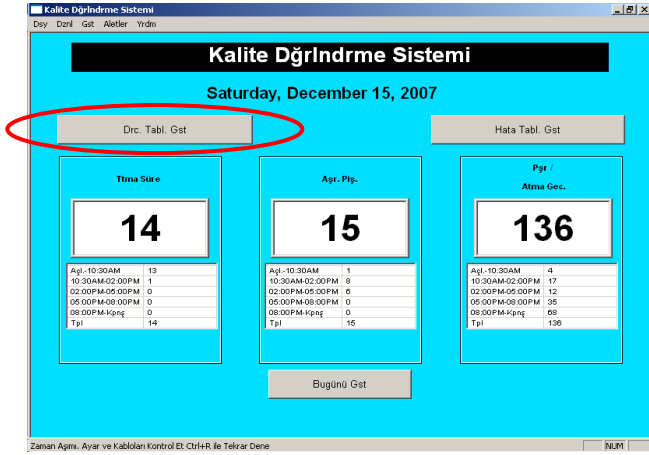 Kalite Dğrlndrme Sistemi
Dsy Dznl Gst Aletler Yrdm
Kalite Dğrlndrme Sistemi
Saturday, December 15, 2007
Drc. Tabl. Gst
Hata Tabl. Gst
Ttma Süre
14
Açl.-10:30AM 13
10:30AM-02:00PM 1
02:00PM-05:00PM 0
05:00PM-08:00PM 0
08:00PM-Kpnş 0
Tpl 14
Aşr. Piş.
15
Açl.-10:30AM 1
10:30AM-02:00PM 8
02:00PM-05:00PM 6
05:00PM-08:00PM 0
08:00PM-Kpnş 0
Tpl 15
Pşr /
Atma Gec.
136
Açl.-10:30AM 4
10:30AM-02:00PM 17
02:00PM-05:00PM 12
05:00PM-08:00PM 35
08:00PM-Kpnş 68
Tpl 136
Bugünü Gst
Zaman Aşımı. Ayar ve Kabloları Kontrol Et Ctrl+R ile Tekrar Dene
NUM